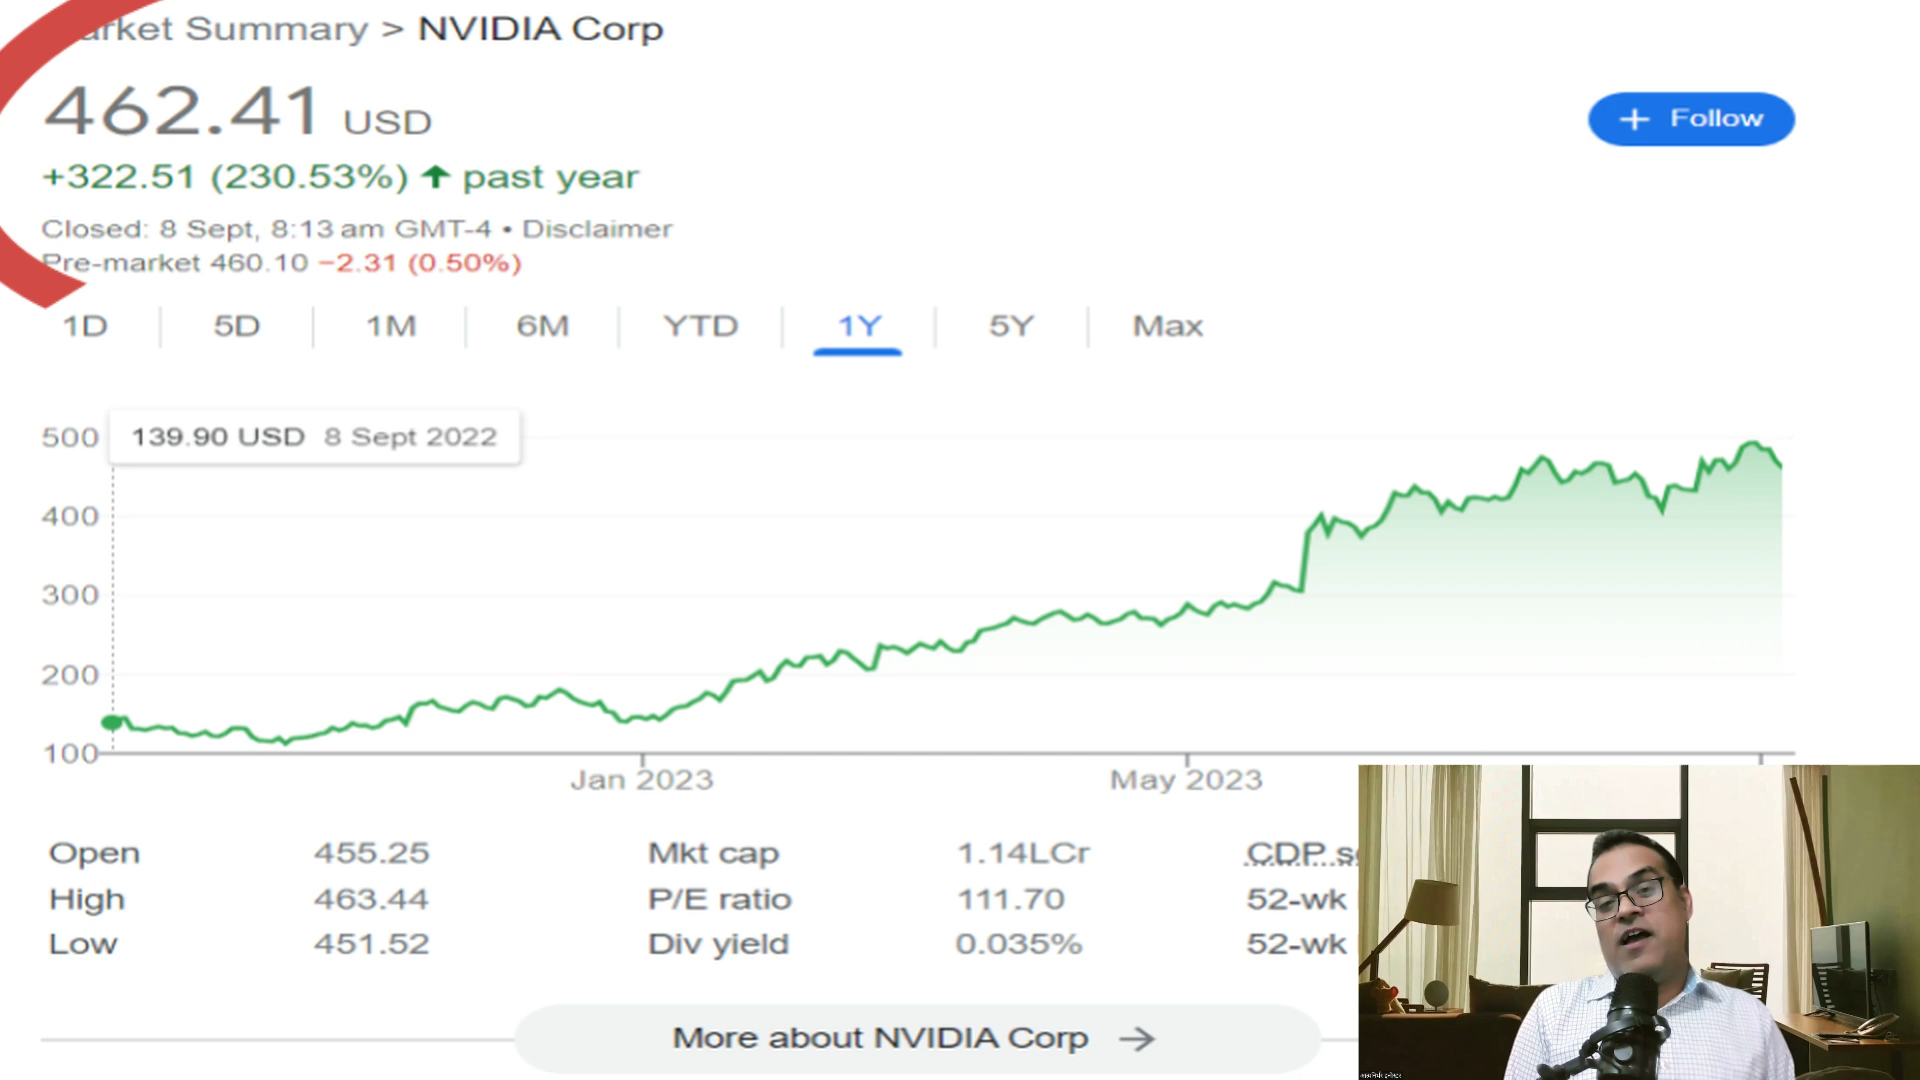 arket Summary > NVIDIA Corp
462.41 USD
+ Follow
+322.51 (230.53%) ↑ past year
Closed: 8 Sept, 8:13 am GMT-4 • Disclaimer
Pre-market 460.10 −2.31 (0.50%)
1D 5D 1M 6M YTD 1Y 5Y Max
139.90 USD 8 Sept 2022
500
400
300
200
100
Jan 2023 May 2023
Open 455.25 Mkt cap 1.14LCr CDP
High 463.44 P/E ratio 111.70 52-wk
Low 451.52 Div yield 0.035% 52-wk
More about NVIDIA Corp →